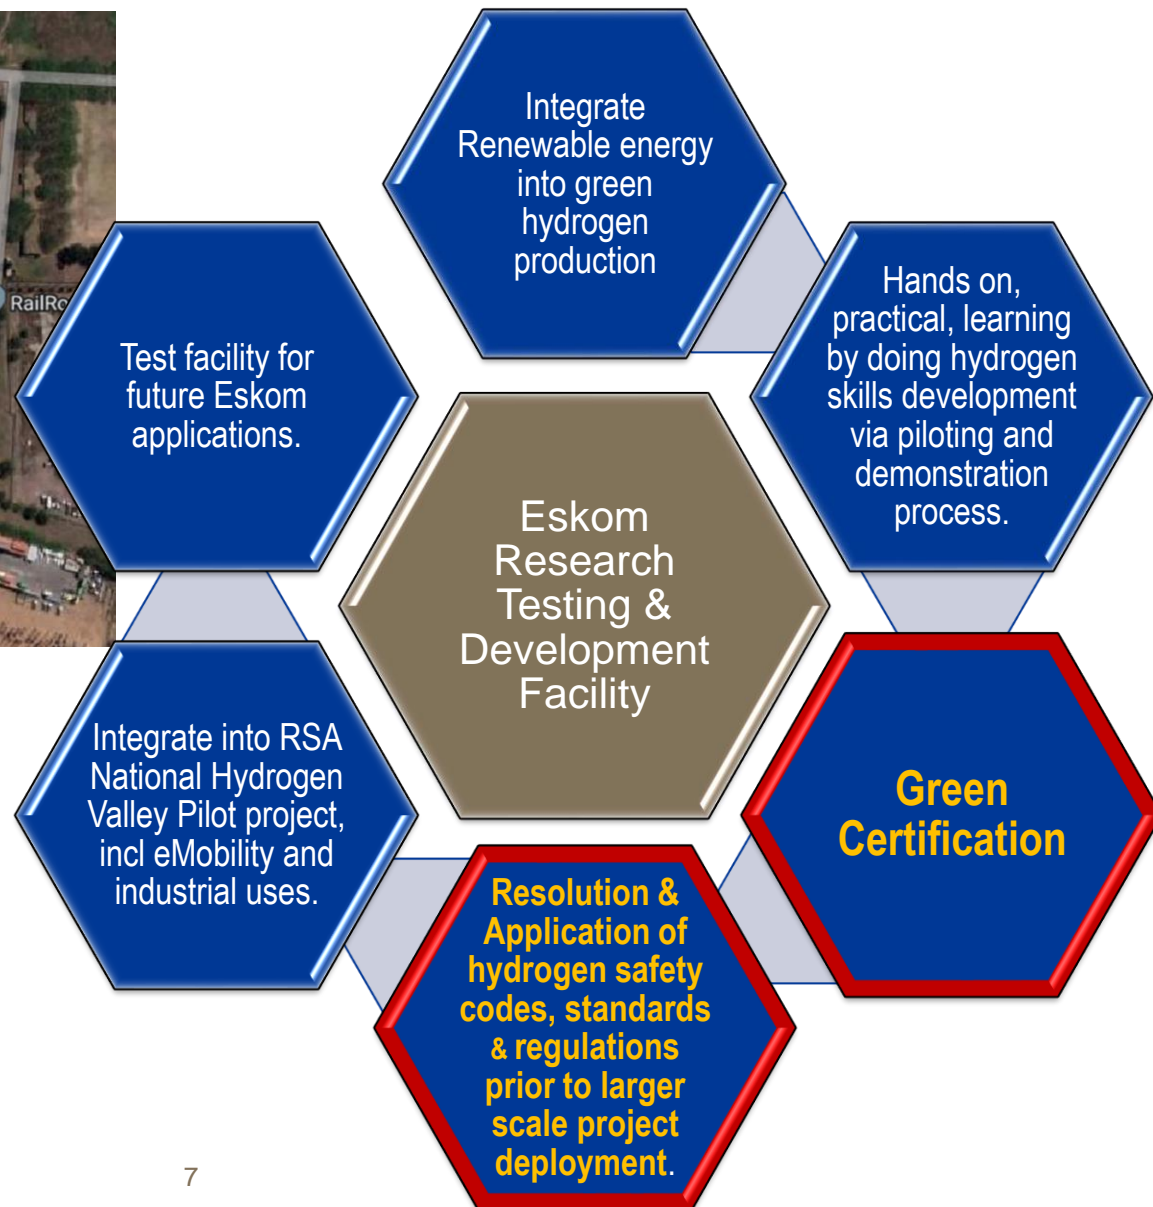 Integrate
Renewable energy
into green
hydrogen
production
Hands on,
practical, learning
by doing hydrogen
skills development
via piloting and
demonstration
process.
Green
Certification
Resolution &
Application of
hydrogen safety
codes, standards
& regulations
prior to larger
scale project
deployment.
Integrate into RSA
National Hydrogen
Valley Pilot project,
incl eMobility and
industrial uses.
Test facility for
future Eskom
applications.
Eskom
Research
Testing &
Development
Facility
RailRo
7